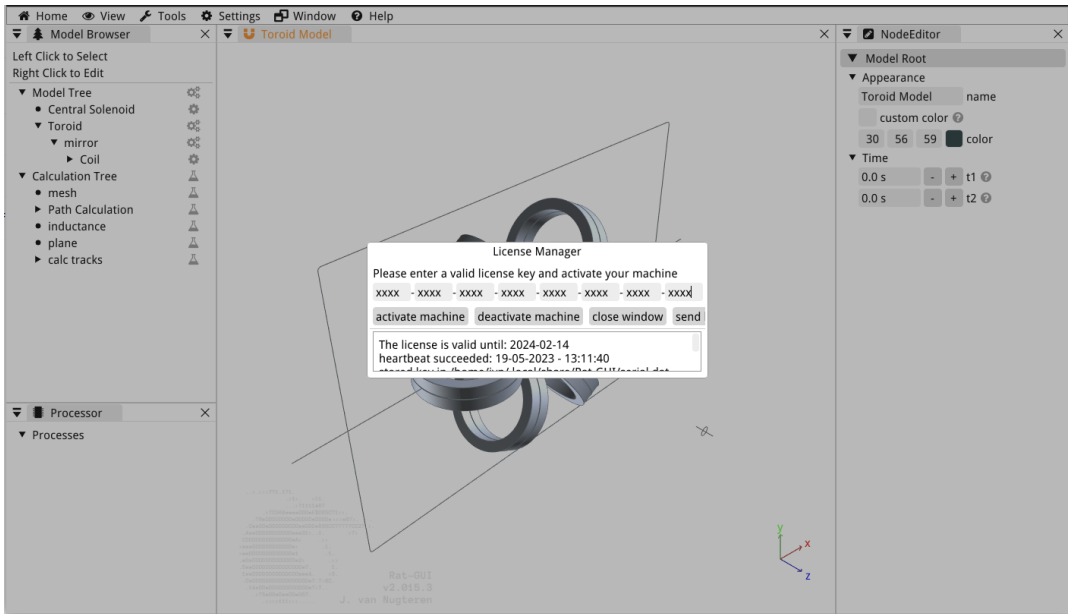 Home View Tools Settings Window Help
Model Browser
Toroid Model
NodeEditor
Left Click to Select
Right Click to Edit
Model Tree
Central Solenoid
Toroid
mirror
Coil
Calculation Tree
mesh
Path Calculation
inductance
plane
calc tracks
Processor
Processes
License Manager
Please enter a valid license key and activate your machine
xxxx - xxxx - xxxx - xxxx - xxxx - xxxx - xxxx - xxxx
activate machine deactivate machine close window send
The license is valid until: 2024-02-14
heartbeat succeeded: 19-05-2023 - 13:11:40
Rat-GUI
v2.015.3
J. van Nugteren
y
x
z
Model Root
Appearance
Toroid Model name
custom color ?
30 56 59 color
Time
0.0 s - + t1 ?
0.0 s - + t2 ?